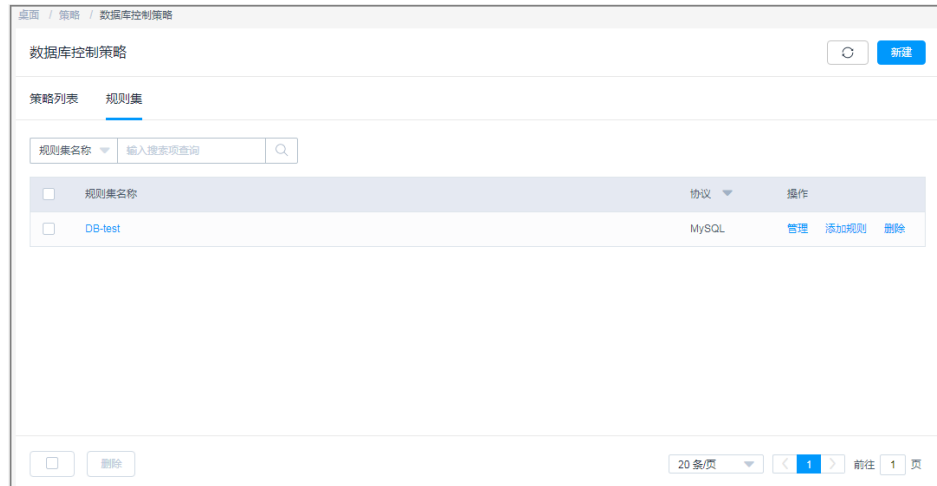 桌面 / 策略 / 数据库控制策略
数据库控制策略 新建
策略列表 规则集
规则集名称 输入搜索项查询
规则集名称 协议 操作
DB-test MySQL 管理 添加规则 删除
删除 20 条/页 1 前往 1 页